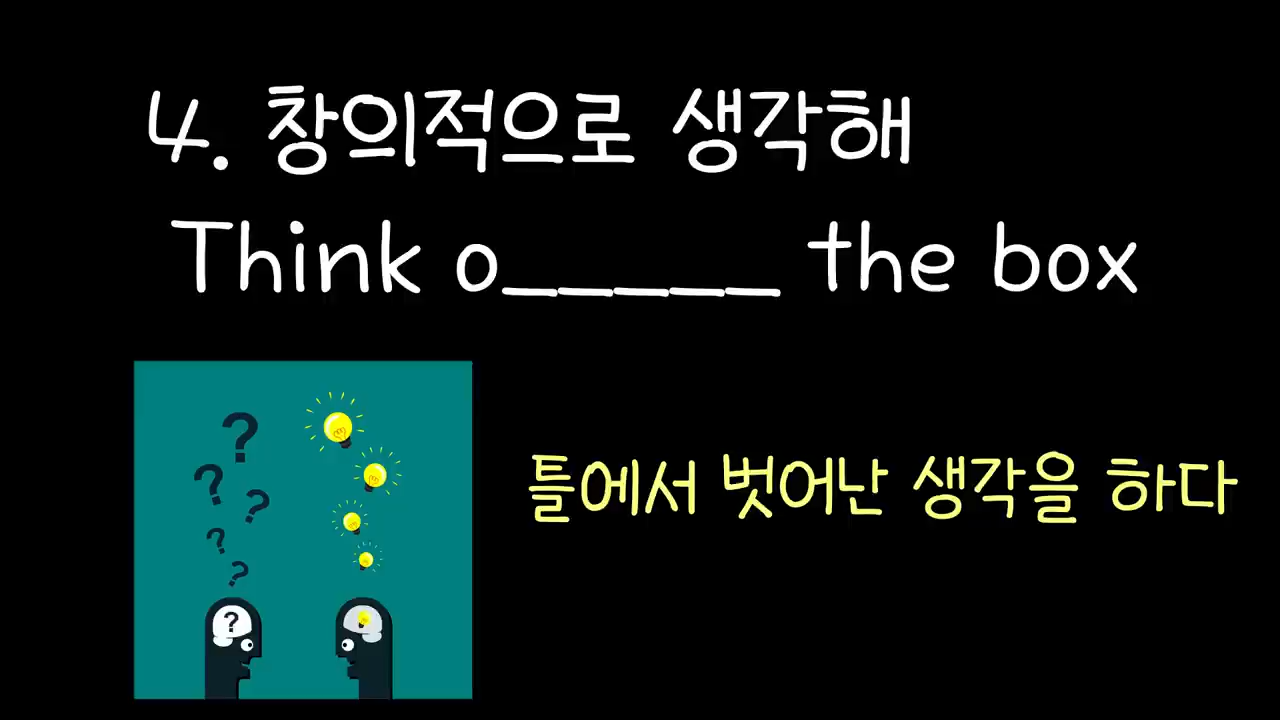 4. 창의적으로 생각해
Think o_____ the box
? ? ? ? ?
?
틀에서 벗어난 생각을 하다